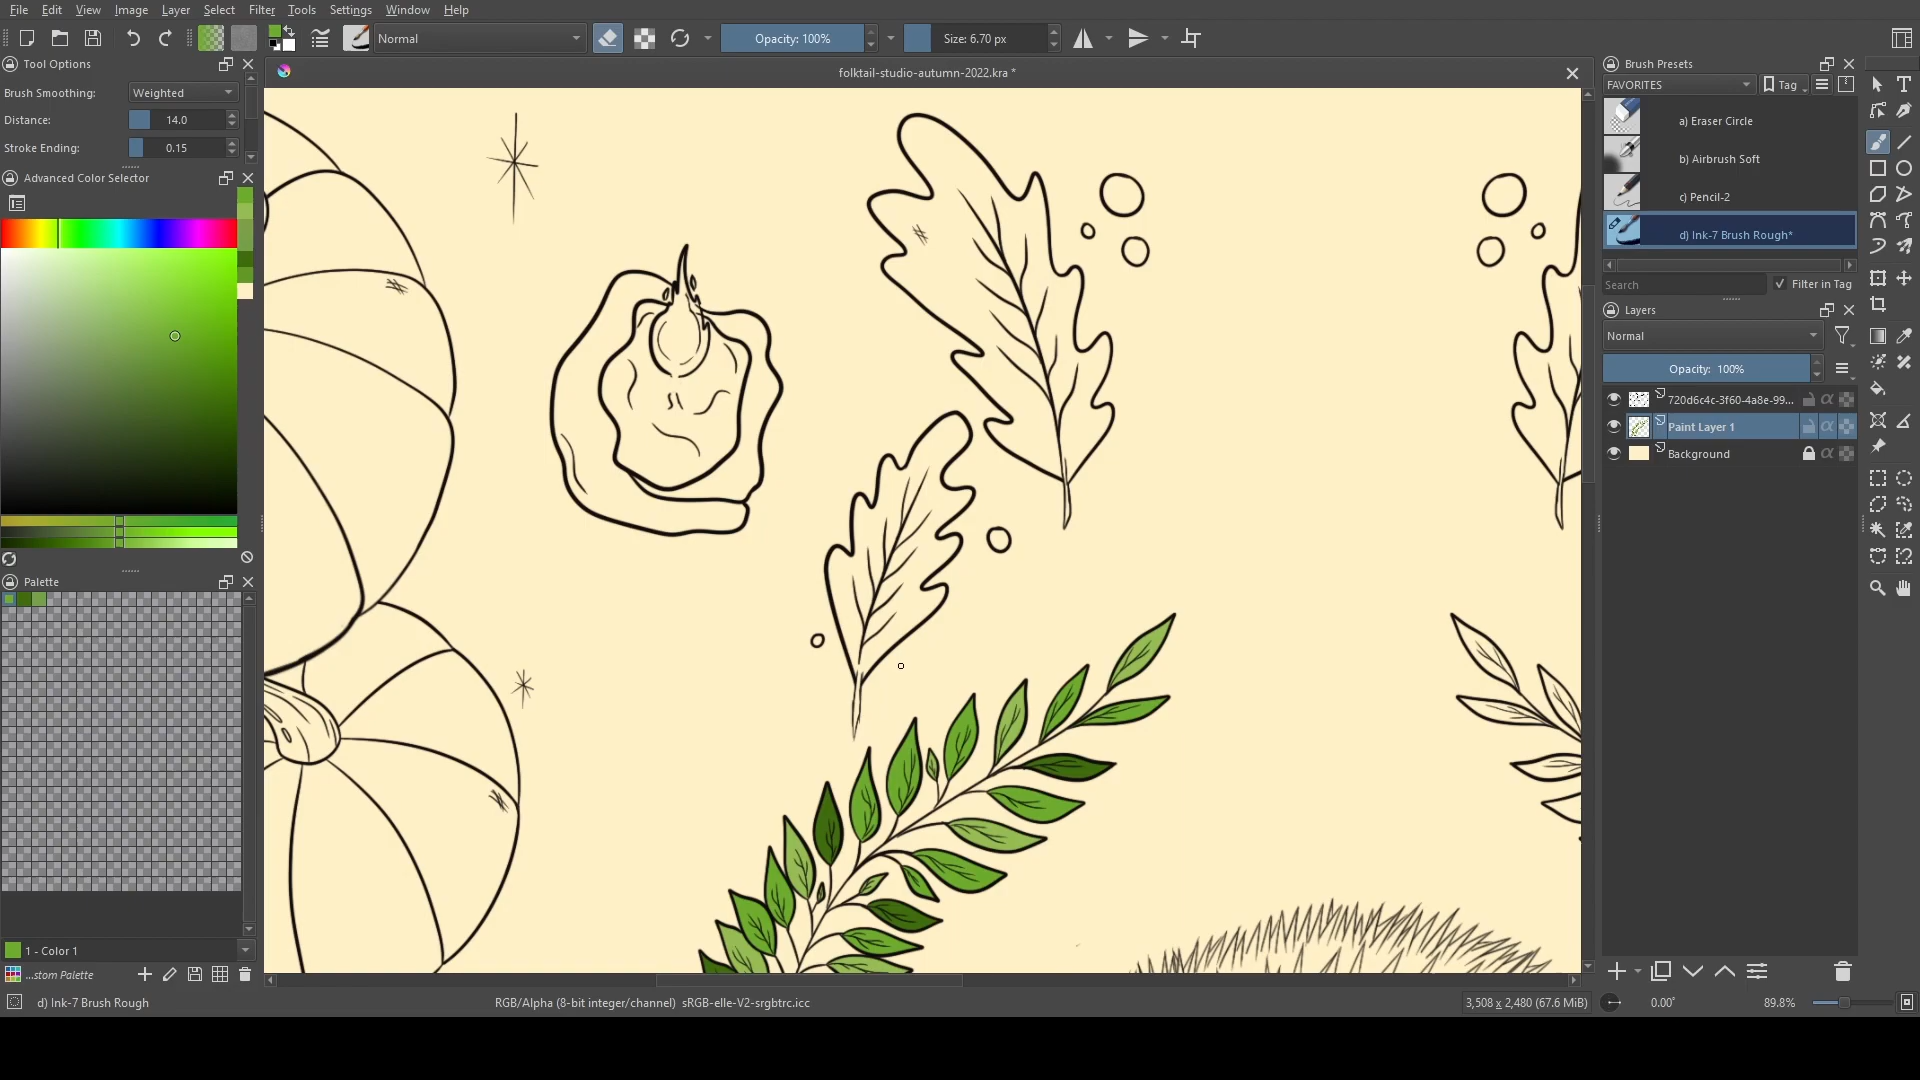 File Edit View Image Layer Select Filter Tools Settings Window Help
Normal
Opacity: 100%
Size: 6.70 px
Tool Options
Brush Smoothing: Weighted
Distance: 14.0
Stroke Ending: 0.15
Advanced Color Selector
Palette
1 - Color 1
...stom Palette
folktail-studio-autumn-2022.kra *
Brush Presets
FAVORITES
Tag
a) Eraser Circle
b) Airbrush Soft
c) Pencil-2
d) Ink-7 Brush Rough*
Search
Filter in Tag
Layers
Normal
Opacity: 100%
720d6c4c-3f60-4a8e-99...
Paint Layer 1
Background
d) Ink-7 Brush Rough
RGB/Alpha (8-bit integer/channel) sRGB-elle-V2-srgbtrc.icc
3,508 x 2,480 (67.6 MiB)
0.00°
89.8%